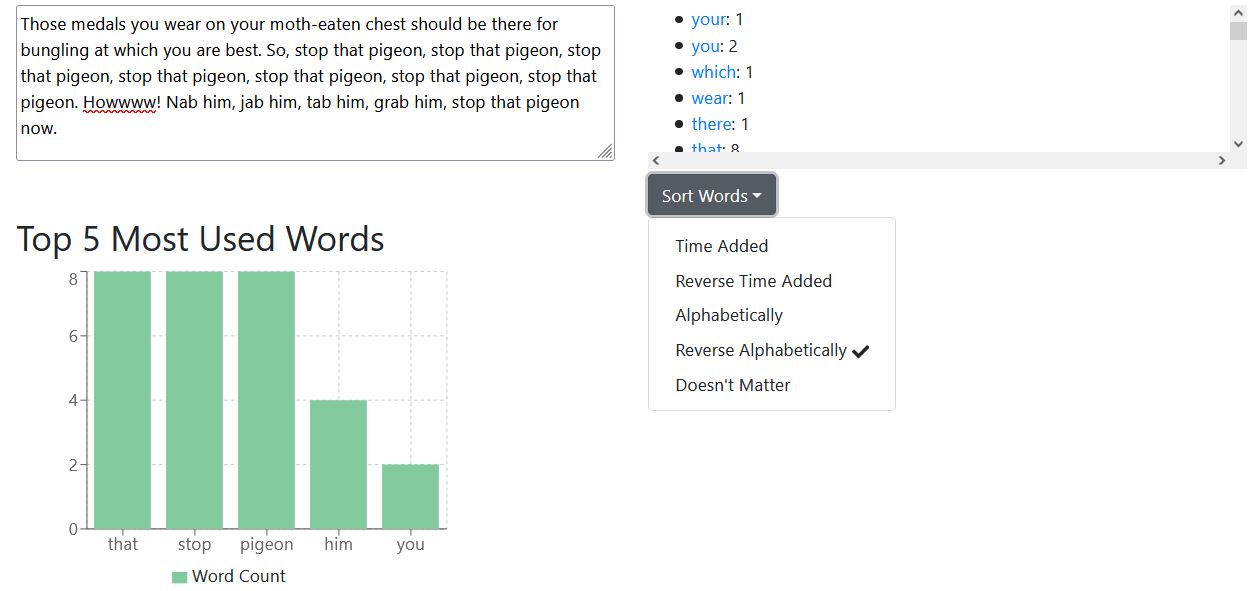 Those medals you wear on your moth-eaten chest should be there for
bungling at which you are best. So, stop that pigeon, stop that pigeon, stop
that pigeon, stop that pigeon, stop that pigeon, stop that pigeon, stop that
pigeon. Howwww! Nab him, jab him, tab him, grab him, stop that pigeon
now.
your: 1
you: 2
which: 1
wear: 1
there: 1
that: 8
Sort Words
Time Added
Reverse Time Added
Alphabetically
Reverse Alphabetically
Doesn't Matter
Top 5 Most Used Words
8
6
4
2
0
that stop pigeon him you
Word Count